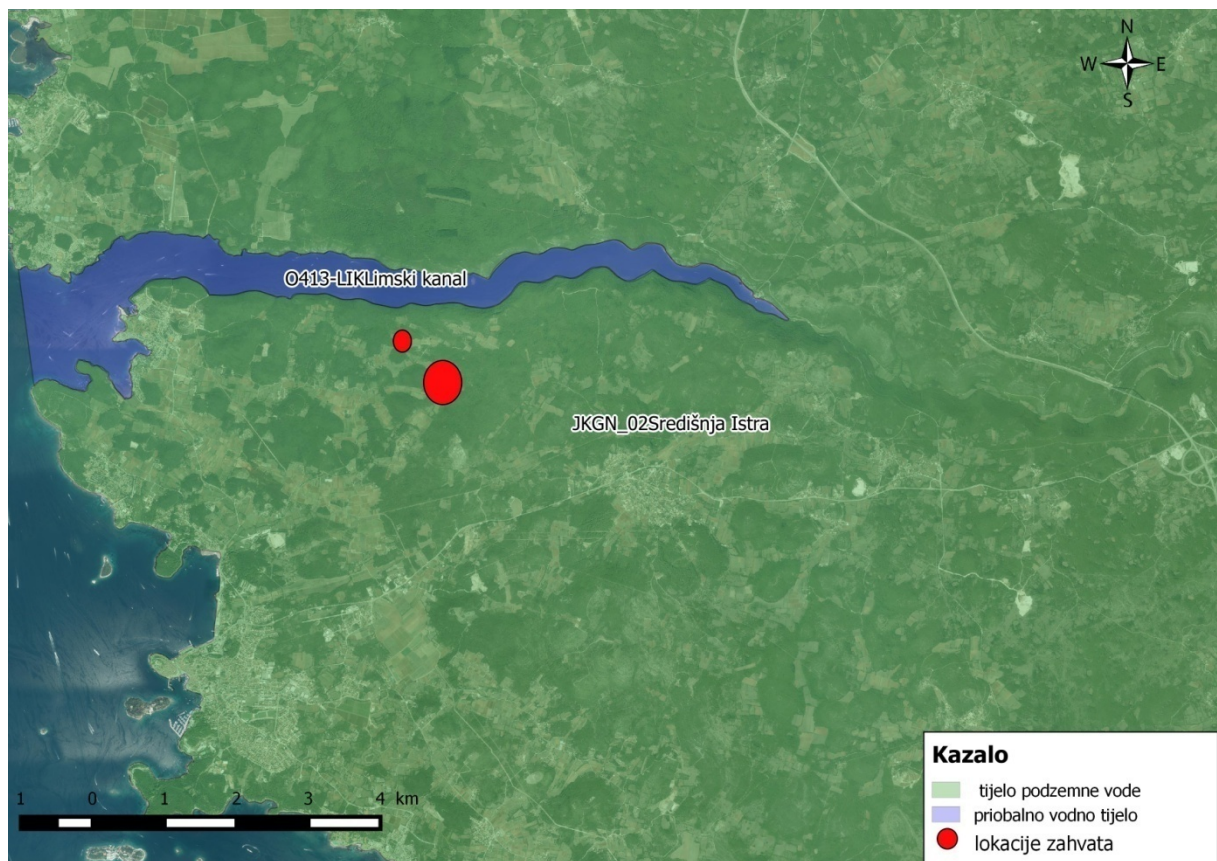 N
W E
S
O413-LIKLimski kanal
JKGN_02Središnja Istra
Kazalo
tijelo podzemne vode
priobalno vodno tijelo
lokacije zahvata
1 0 1 2 3 4 km